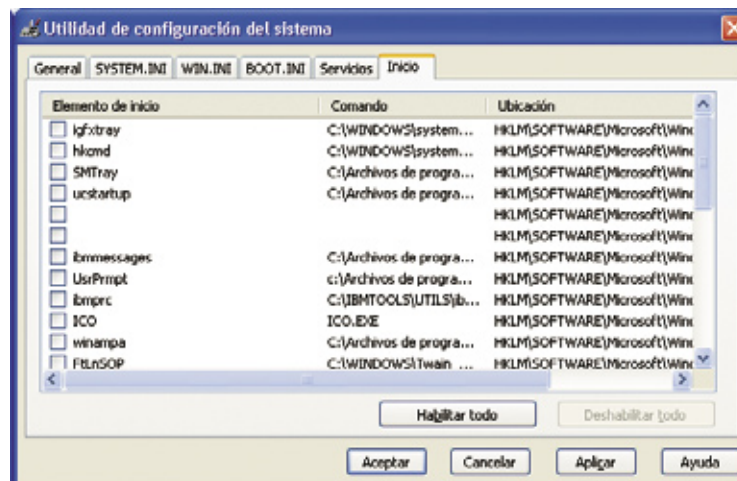 Utilidad de configuración del sistema
General SYSTEM.INI WIN.INI BOOT.INI Servicios Inicio
Elemento de inicio Comando Ubicación
igfxtray C:\WINDOWS\system... HKLM\SOFTWARE\Microsoft\Wind
hkcmd C:\WINDOWS\system... HKLM\SOFTWARE\Microsoft\Wind
SMTray C:\Archivos de progra... HKLM\SOFTWARE\Microsoft\Wind
ucstartup C:\Archivos de progra... HKLM\SOFTWARE\Microsoft\Wind
HKLM\SOFTWARE\Microsoft\Wind
HKLM\SOFTWARE\Microsoft\Wind
ibmmessages C:\Archivos de progra... HKLM\SOFTWARE\Microsoft\Wind
UsrPrmpt c:\Archivos de progra... HKLM\SOFTWARE\Microsoft\Wind
ibmprc C:\IBMTOOLS\UTILS\ib... HKLM\SOFTWARE\Microsoft\Wind
ICO ICO.EXE HKLM\SOFTWARE\Microsoft\Wind
winampa C:\Archivos de progra... HKLM\SOFTWARE\Microsoft\Wind
FtLnSOP C:\WINDOWS\Twain_... HKLM\SOFTWARE\Microsoft\Wind
Habilitar todo Deshabilitar todo
Aceptar Cancelar Aplicar Ayuda